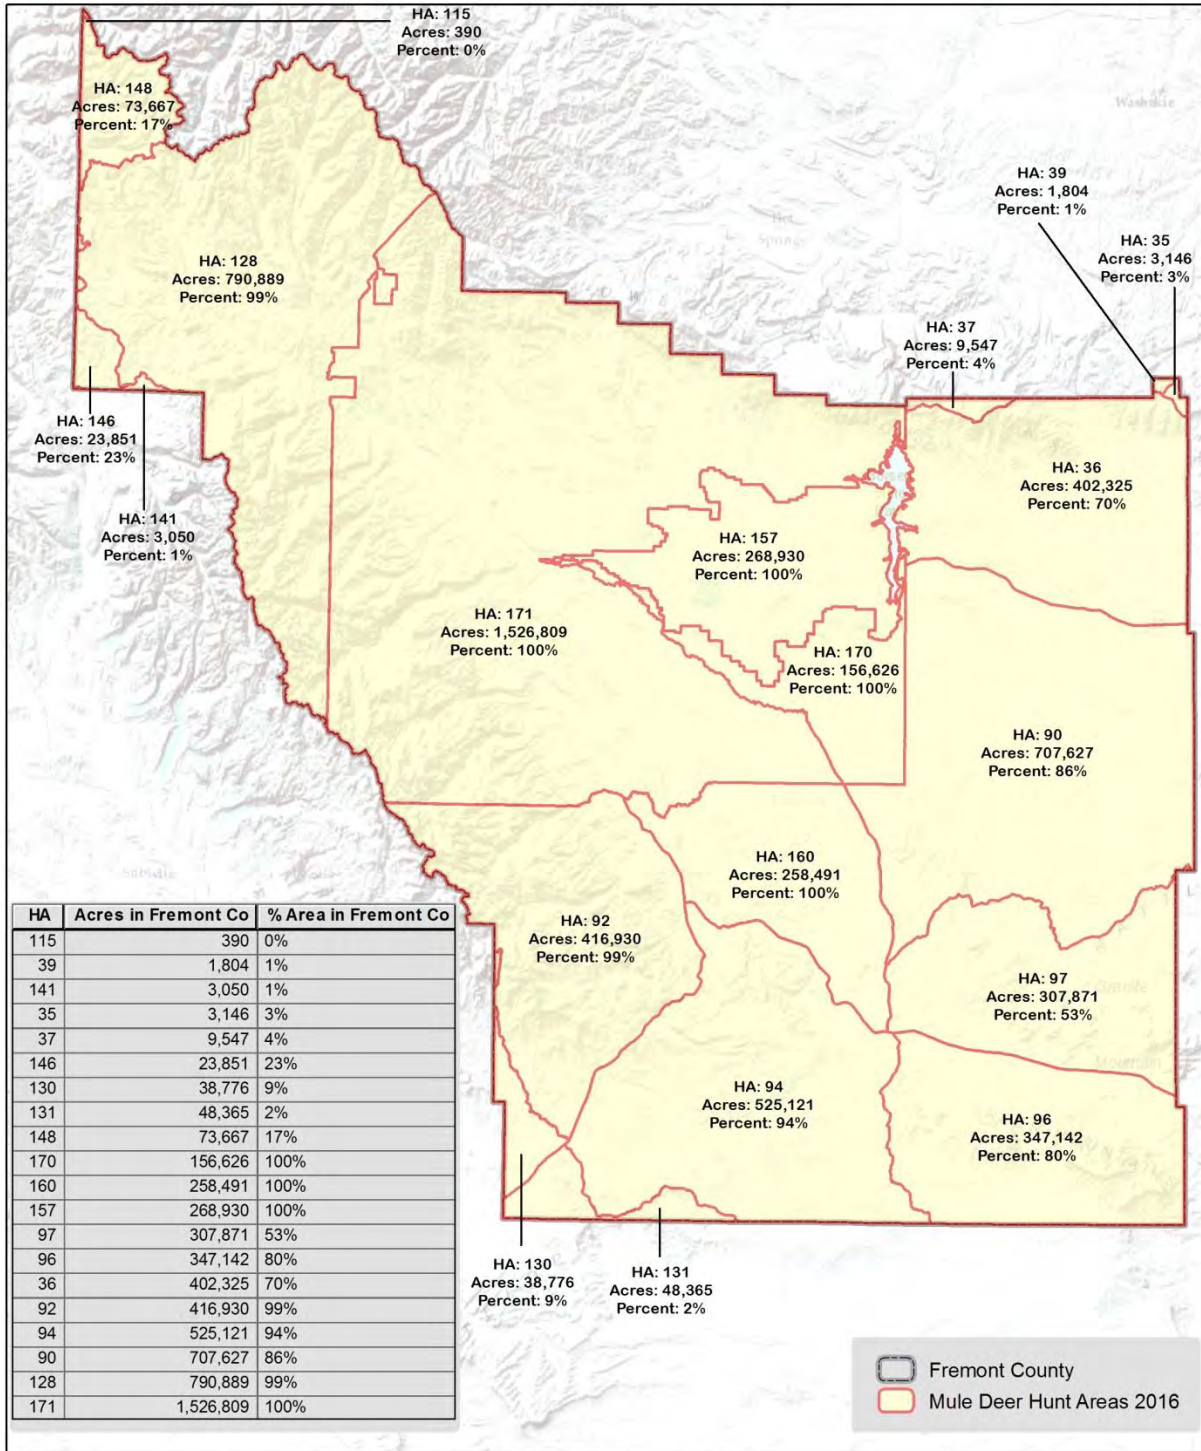 HA: 115
Acres: 390
Percent: 0%
HA: 148
Acres: 73,667
Percent: 17%
Washakie
HA: 39
Acres: 1,804
Percent: 1%
HA: 35
Acres: 3,146
Percent: 3%
Hot
Springs
HA: 128
Acres: 790,889
Percent: 99%
HA: 37
Acres: 9,547
Percent: 4%
HA: 146
Acres: 23,851
Percent: 23%
HA: 36
Acres: 402,325
Percent: 70%
HA: 141
Acres: 3,050
Percent: 1%
HA: 157
Acres: 268,930
Percent: 100%
HA: 171
Acres: 1,526,809
Percent: 100%
HA: 170
Acres: 156,626
Percent: 100%
HA: 90
Acres: 707,627
Percent: 86%
HA: 160
Acres: 258,491
Percent: 100%
Sublette
HA: 92
Acres: 416,930
Percent: 99%
HA: 97
Acres: 307,871
Percent: 53%
Granite
Mountain
HA: 94
Acres: 525,121
Percent: 94%
HA: 96
Acres: 347,142
Percent: 80%
HA: 130
Acres: 38,776
Percent: 9%
HA: 131
Acres: 48,365
Percent: 2%
HA Acres in Fremont Co % Area in Fremont Co
115 390 0%
39 1,804 1%
141 3,050 1%
35 3,146 3%
37 9,547 4%
146 23,851 23%
130 38,776 9%
131 48,365 2%
148 73,667 17%
170 156,626 100%
160 258,491 100%
157 268,930 100%
97 307,871 53%
96 347,142 80%
36 402,325 70%
92 416,930 99%
94 525,121 94%
90 707,627 86%
128 790,889 99%
171 1,526,809 100%
Fremont County
Mule Deer Hunt Areas 2016